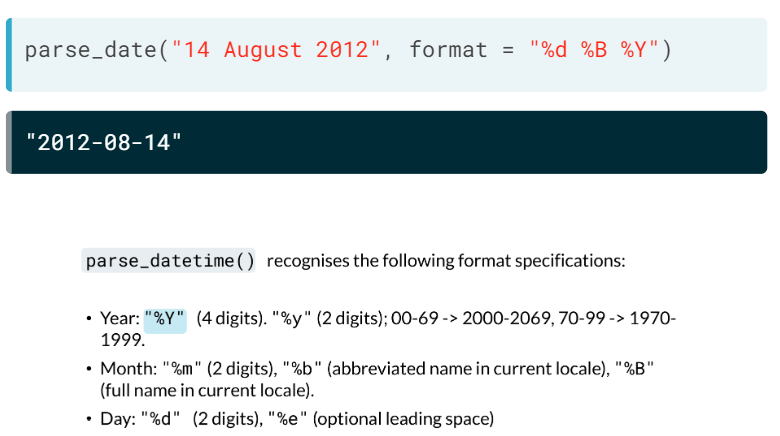 parse_date("14 August 2012", format = "%d %B %Y")
"2012-08-14"
parse_datetime() recognises the following format specifications:
• Year: "%Y" (4 digits). "%y" (2 digits); 00-69 -> 2000-2069, 70-99 -> 1970-
1999.
• Month: "%m" (2 digits), "%b" (abbreviated name in current locale), "%B"
(full name in current locale).
• Day: "%d" (2 digits), "%e" (optional leading space)